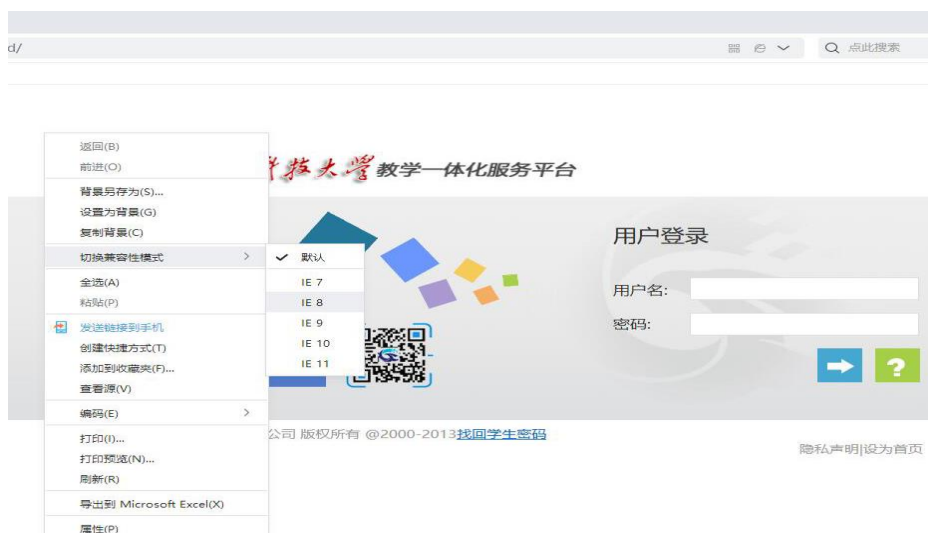 d/
点此搜索
返回(B)
前进(O)
技大学教学一体化服务平台
背景另存为(S)...
设置为背景(G)
复制背景(C)
用户登录
切换兼容性模式
默认
全选(A)
IE 7
用户名:
粘贴(P)
IE 8
发送链接到手机
IE 9
密码:
创建快捷方式(T)
IE 10
添加到收藏夹(F)...
IE 11
查看源(V)
编码(E)
公司 版权所有 @2000-2013找回学生密码
打印(I)...
隐私声明|设为首页
打印预览(N)...
刷新(R)
导出到 Microsoft Excel(X)
属性(P)